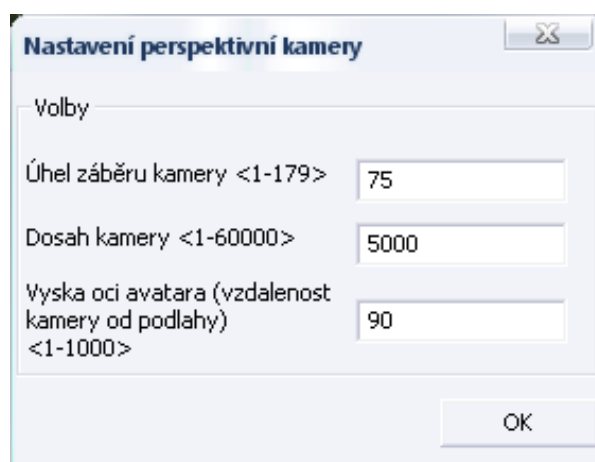 Nastavení perspektivní kamery
Volby
Úhel záběru kamery <1-179>
75
Dosah kamery <1-60000>
5000
Vyska oci avatara (vzdalenost
kamery od podlahy)
<1-1000>
90
OK